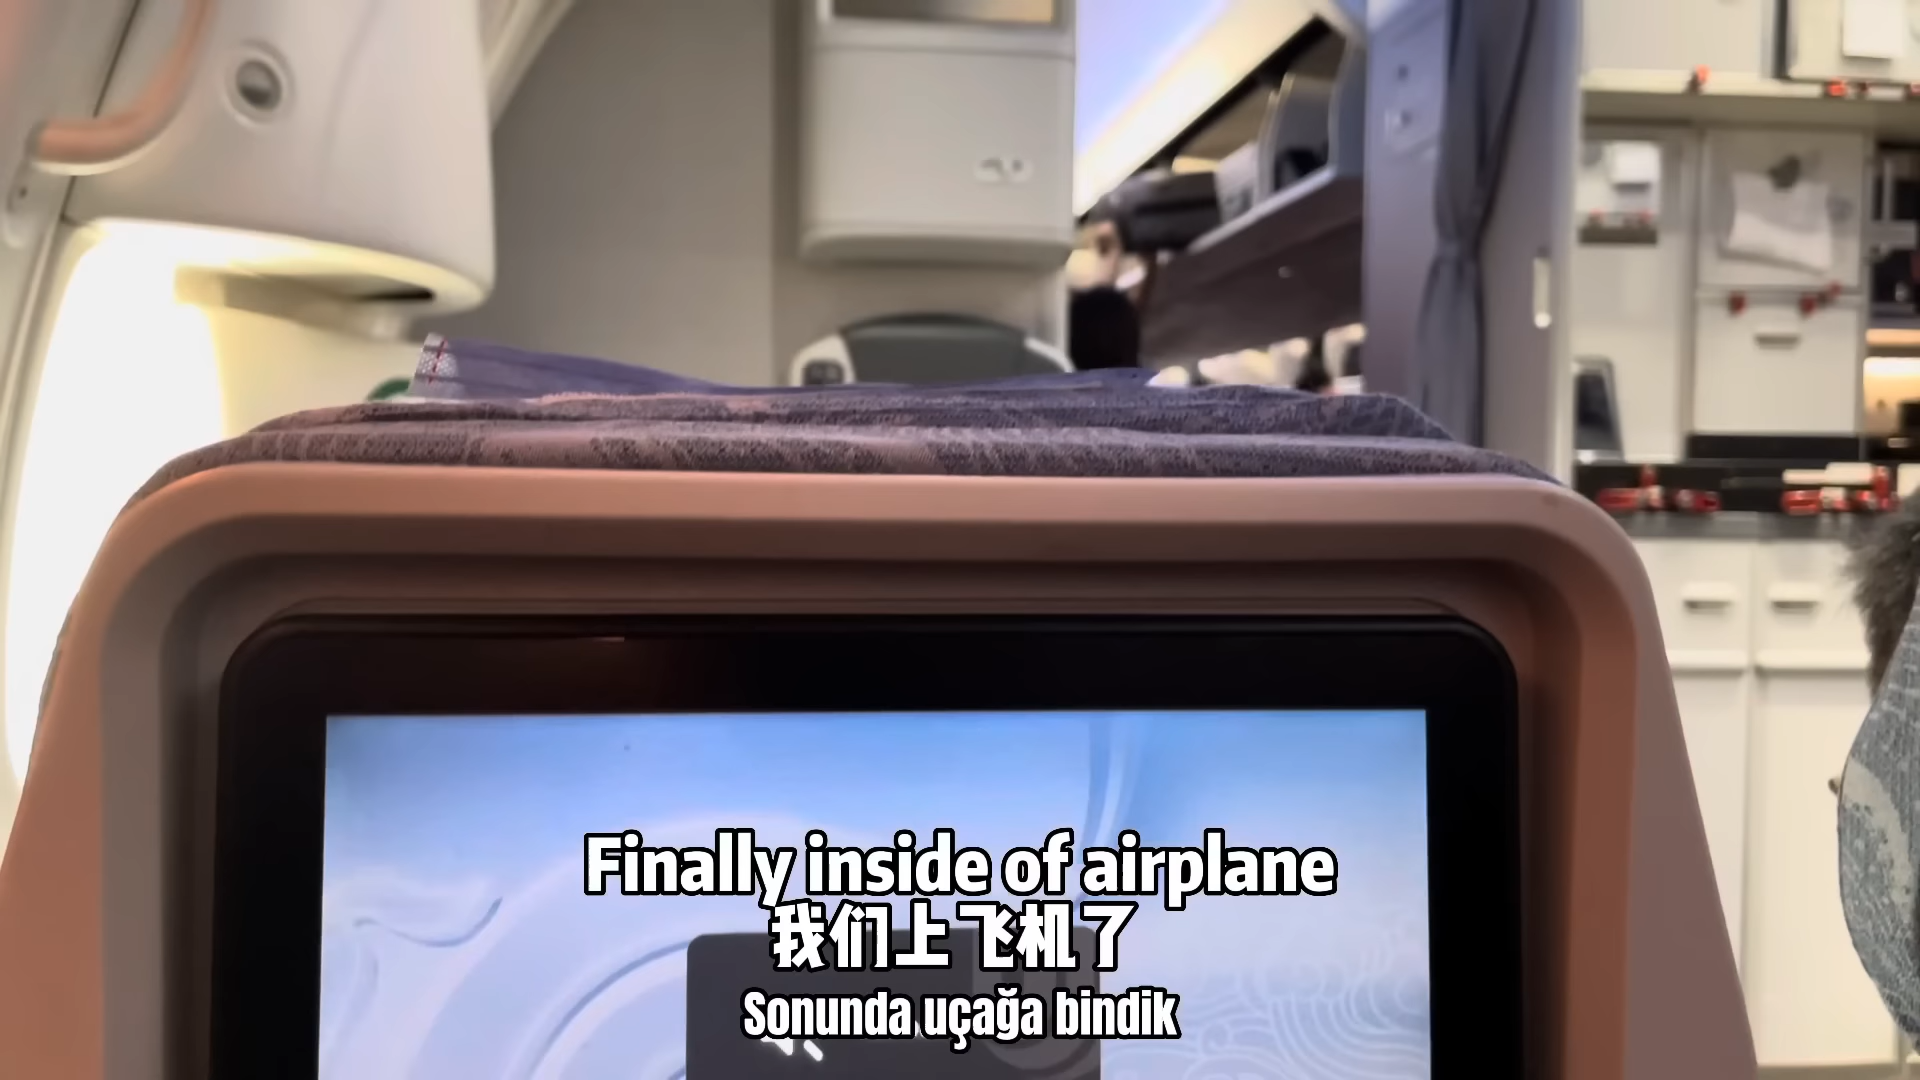 Finally inside of airplane
我们上飞机了
Sonunda uçağa bindik